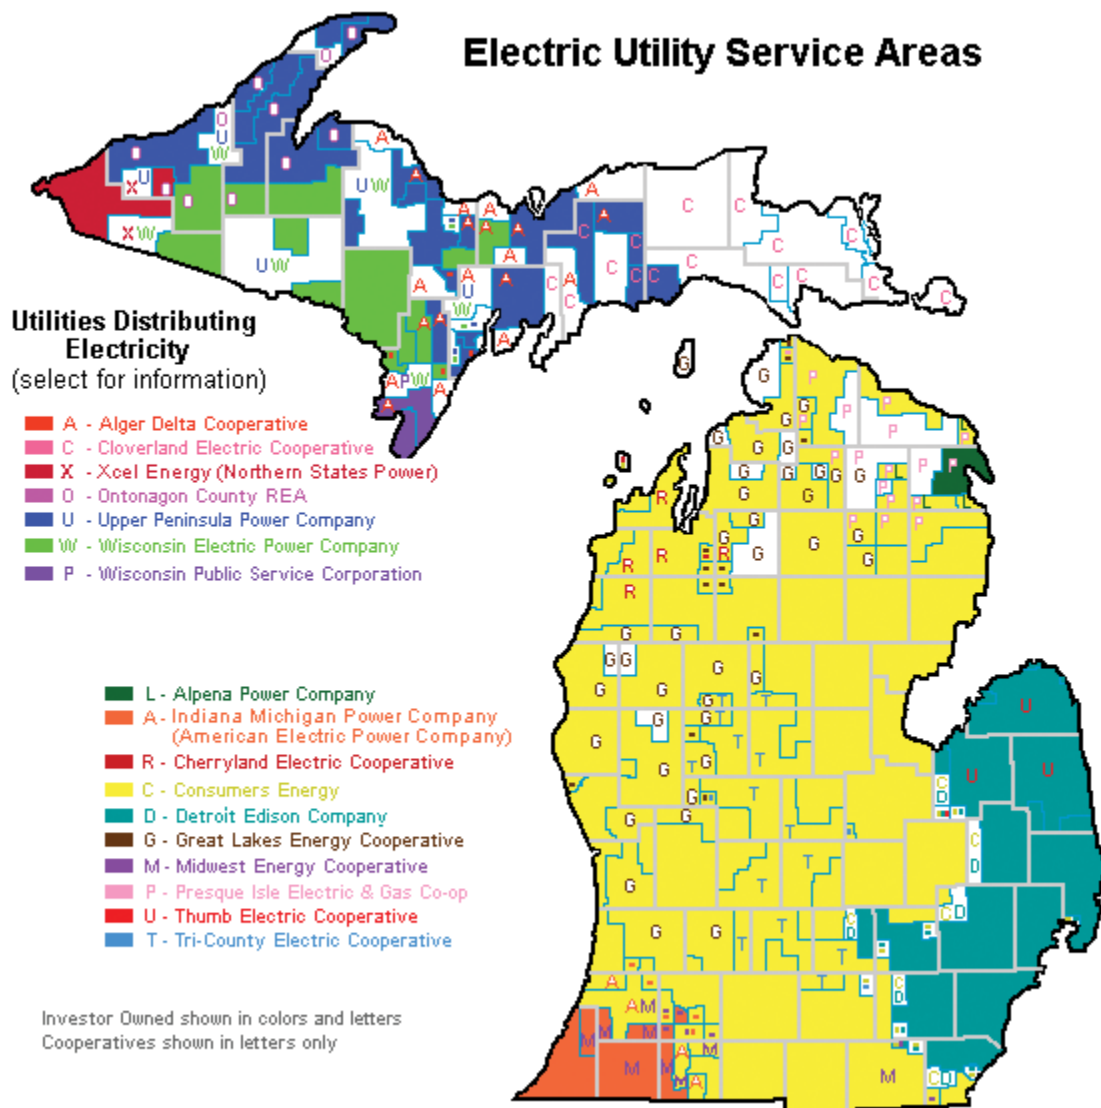 Electric Utility Service Areas
Utilities Distributing
Electricity
(select for information)
A - Alger Delta Cooperative
C - Cloverland Electric Cooperative
X - Xcel Energy (Northern States Power)
O - Ontonagon County REA
U - Upper Peninsula Power Company
W - Wisconsin Electric Power Company
P - Wisconsin Public Service Corporation
L - Alpena Power Company
A - Indiana Michigan Power Company
(American Electric Power Company)
R - Cherryland Electric Cooperative
C - Consumers Energy
D - Detroit Edison Company
G - Great Lakes Energy Cooperative
M - Midwest Energy Cooperative
P - Presque Isle Electric & Gas Co-op
U - Thumb Electric Cooperative
T - Tri-County Electric Cooperative
Investor Owned shown in colors and letters
Cooperatives shown in letters only